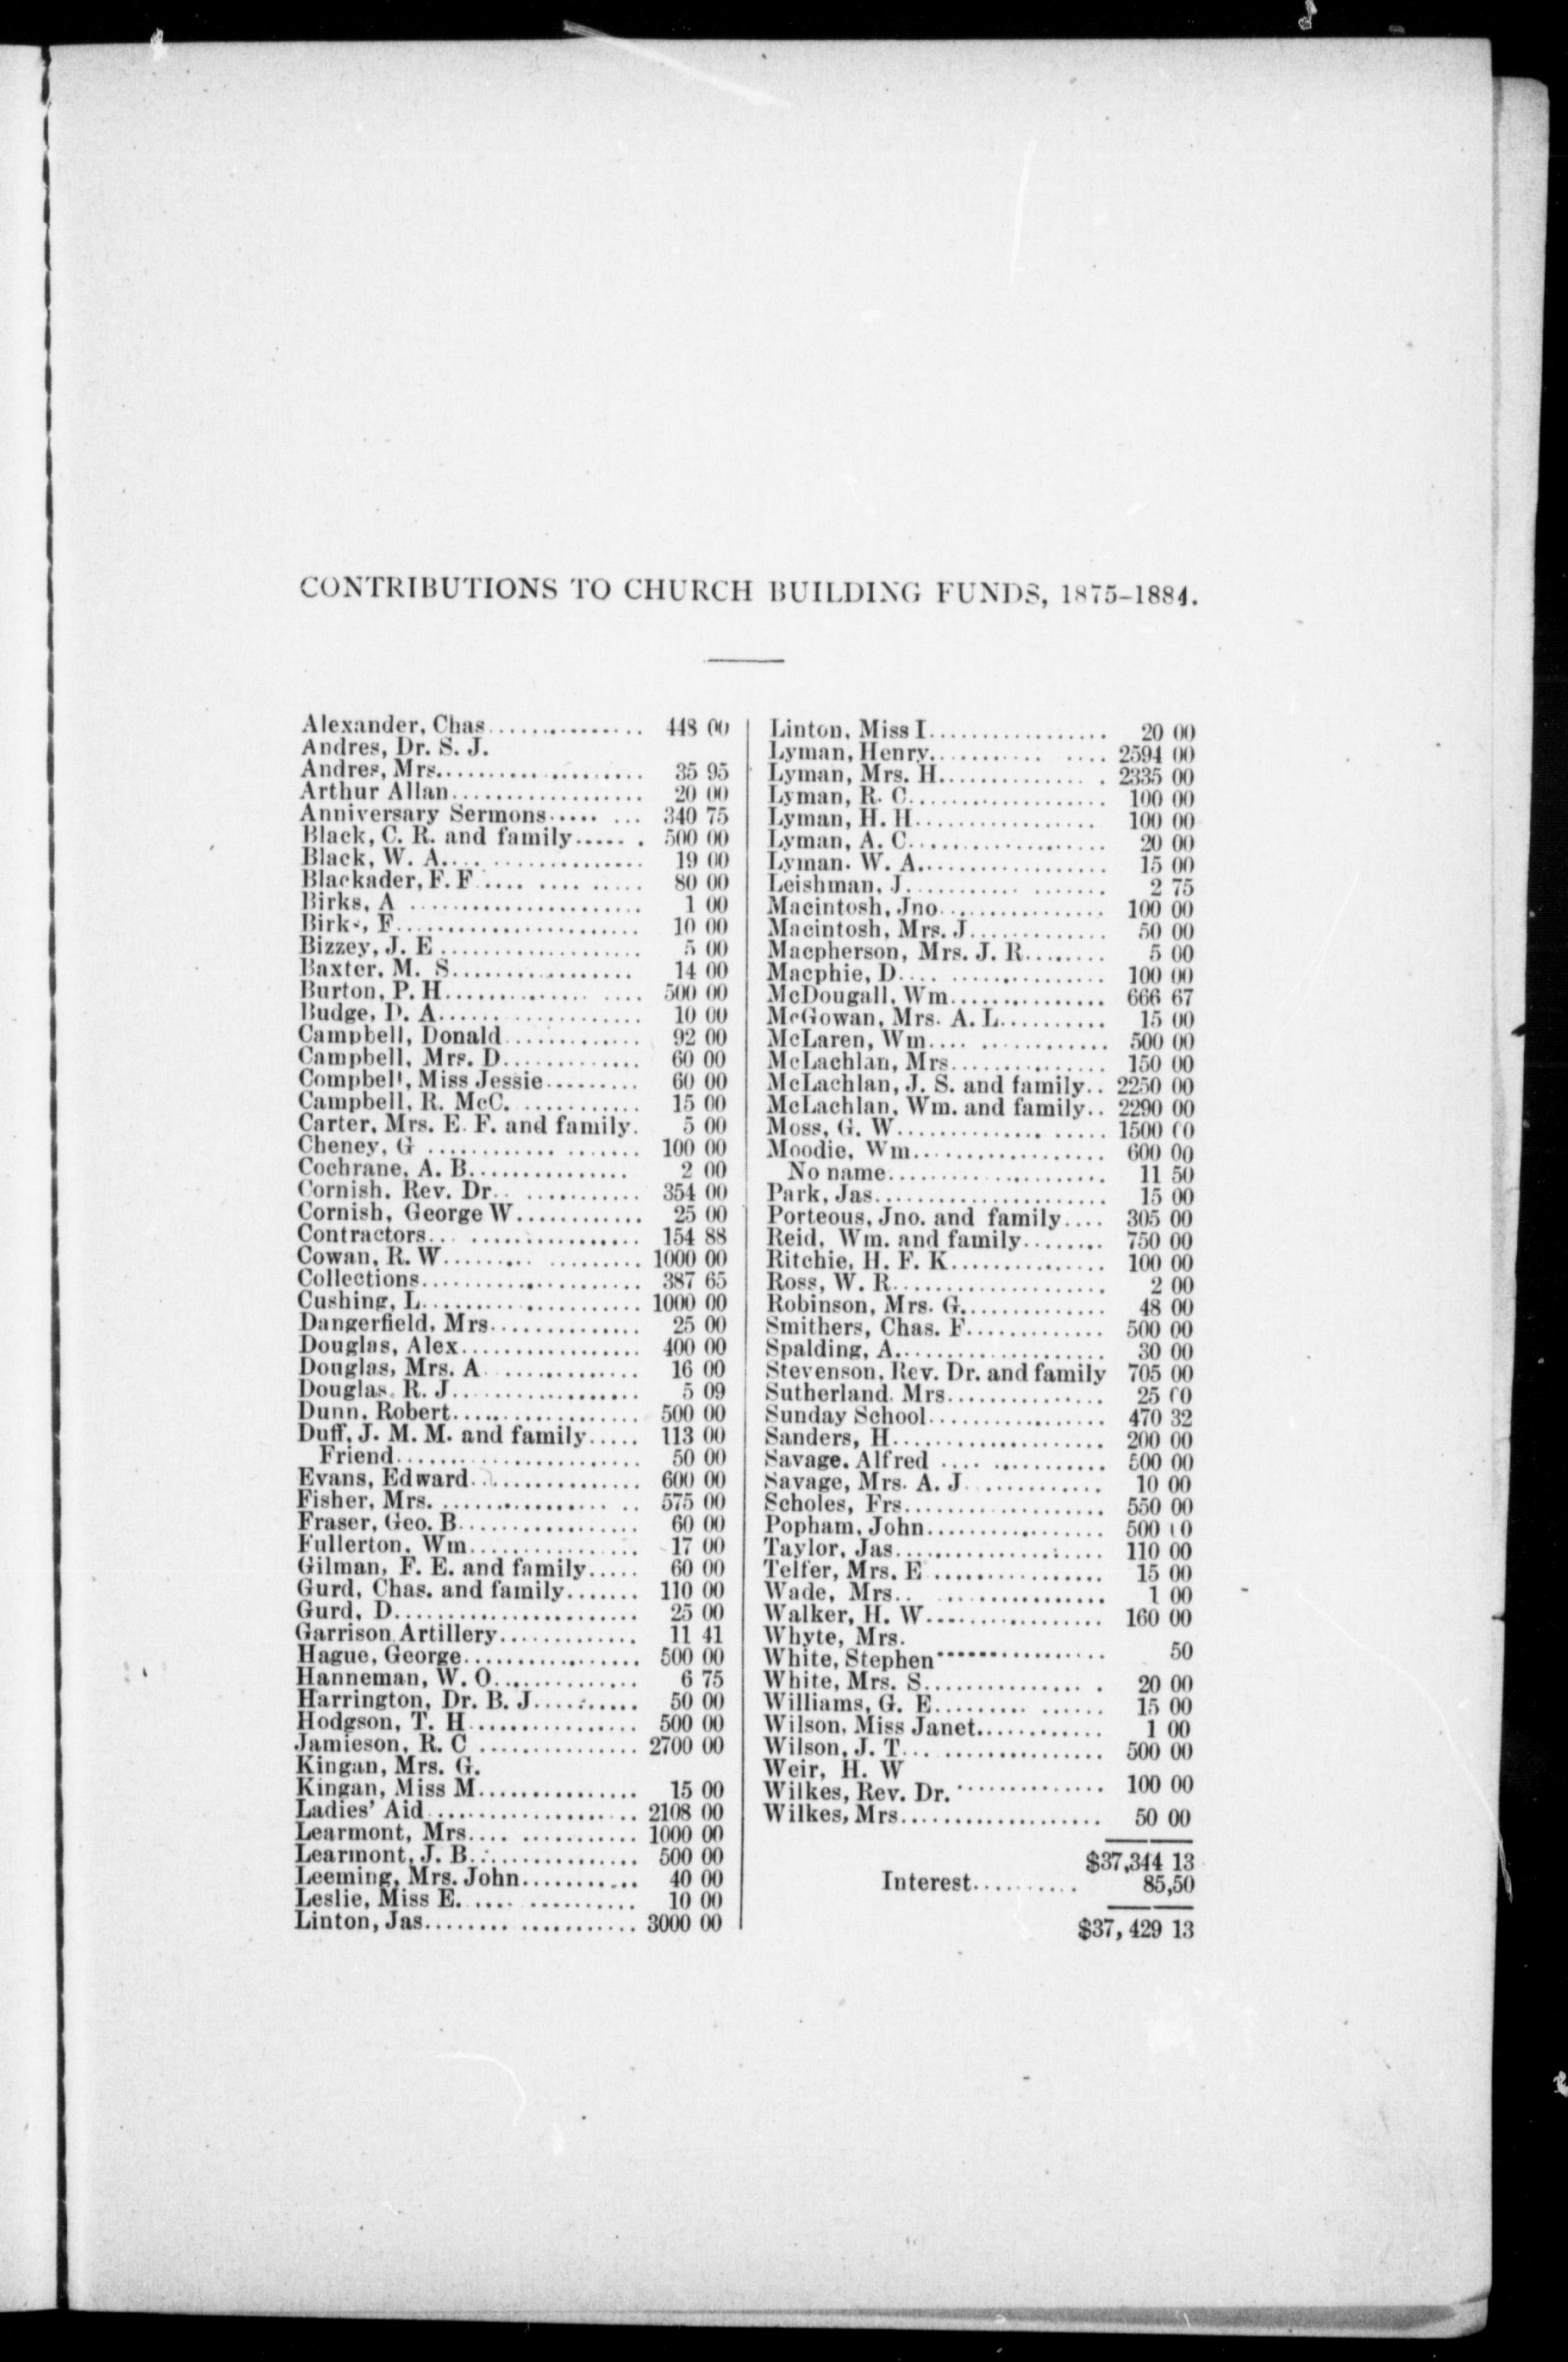 CONTRIBUTIONS TO CHURCH BUILDING FUNDS, 1875-1884.
Alexander, Chas............... 448 00
Andres, Dr. S. J.
Andres, Mrs................... 35 95
Arthur Allan.................. 20 00
Anniversary Sermons..... ... 340 75
Black, C. R. and family..... . 500 00
Black, W. A.... ............... 19 00
Blackader, F. F .... .... ..... 80 00
Birks, A ...................... 1 00
Birks, F....................... 10 00
Bizzey, J. E ................... 5 00
Baxter, M. S................. 14 00
Burton, P. H.............. .... 500 00
Budge, D. A................... 10 00
Campbell, Donald............. 92 00
Campbell, Mrs. D............. 60 00
Compbell, Miss Jessie......... 60 00
Campbell, R. McC. ............ 15 00
Carter, Mrs. E. F. and family. 5 00
Cheney, G ............ ....... 100 00
Cochrane, A. B............... 2 00
Cornish, Rev. Dr.. ........... 354 00
Cornish, George W............ 25 00
Contractors... ................ 154 88
Cowan, R. W......... ......... 1000 00
Collections..................... 387 65
Cushing, L..................... 1000 00
Dangerfield, Mrs.............. 25 00
Douglas, Alex................. 400 00
Douglas, Mrs. A............... 16 00
Douglas, R. J.................. 5 09
Dunn, Robert.................. 500 00
Duff, J. M. M. and family..... 113 00
Friend....................... 50 00
Evans, Edward................ 600 00
Fisher, Mrs. ................ .. 575 00
Fraser, Geo. B................. 60 00
Fullerton, Wm................ 17 00
Gilman, F. E. and family..... 60 00
Gurd, Chas. and family....... 110 00
Gurd, D....................... 25 00
Garrison Artillery............. 11 41
Hague, George................. 500 00
Hanneman, W. O.............. 6 75
Harrington, Dr. B. J.......... 50 00
Hodgson, T. H................ 500 00
Jamieson, R. C ............... 2700 00
Kingan, Mrs. G.
Kingan, Miss M............... 15 00
Ladies' Aid.................... 2108 00
Learmont, Mrs.... ............ 1000 00
Learmont, J. B................ 500 00
Leeming, Mrs. John........... 40 00
Leslie, Miss E. .... .......... 10 00
Linton, Jas........ ............ 3000 00
Linton, Miss I................. 20 00
Lyman, Henry........... .... 2594 00
Lyman, Mrs. H.............. . 2335 00
Lyman, R. C................... 100 00
Lyman, H. H................. 100 00
Lyman, A. C................... 20 00
Lyman. W. A.................. 15 00
Leishman, J........... ....... 2 75
Macintosh, Jno................ 100 00
Macintosh, Mrs. J............. 50 00
Macpherson, Mrs. J. R........ 5 00
Macphie, D.... ............... 100 00
McDougall, Wm............... 666 67
McGowan, Mrs. A. L.......... 15 00
McLaren, Wm.... ............ 500 00
McLachlan, Mrs............... 150 00
McLachlan, J. S. and family.. 2250 00
McLachlan, Wm. and family.. 2290 00
Moss, G. W.............. ..... 1500 00
Moodie, Wm.................. 600 00
No name..................... 11 50
Park, Jas...................... 15 00
Porteous, Jno. and family.... 305 00
Reid, Wm. and family........ 750 00
Ritchie, H. F. K............... 100 00
Ross, W. R..................... 2 00
Robinson, Mrs. G.............. 48 00
Smithers, Chas. F............. 500 00
Spalding, A.................... 30 00
Stevenson, Rev. Dr. and family 705 00
Sutherland. Mrs............... 25 00
Sunday School................. 470 32
Sanders, H.................... 200 00
Savage, Alfred .... ........... 500 00
Savage, Mrs. A. J............. 10 00
Scholes, Frs................... 550 00
Popham, John................. 500 00
Taylor, Jas.................... 110 00
Telfer, Mrs. E ................ 15 00
Wade, Mrs.. ................ 1 00
Walker, H. W................. 160 00
Whyte, Mrs.
White, Stephen................ 50
White, Mrs. S............... . 20 00
Williams, G. E......... ...... 15 00
Wilson, Miss Janet............ 1 00
Wilson, J. T... ............... 500 00
Weir, H. W
Wilkes, Rev. Dr. .............. 100 00
Wilkes, Mrs................... 50 00
$37,344 13
Interest.......... 85,50
$37,429 13